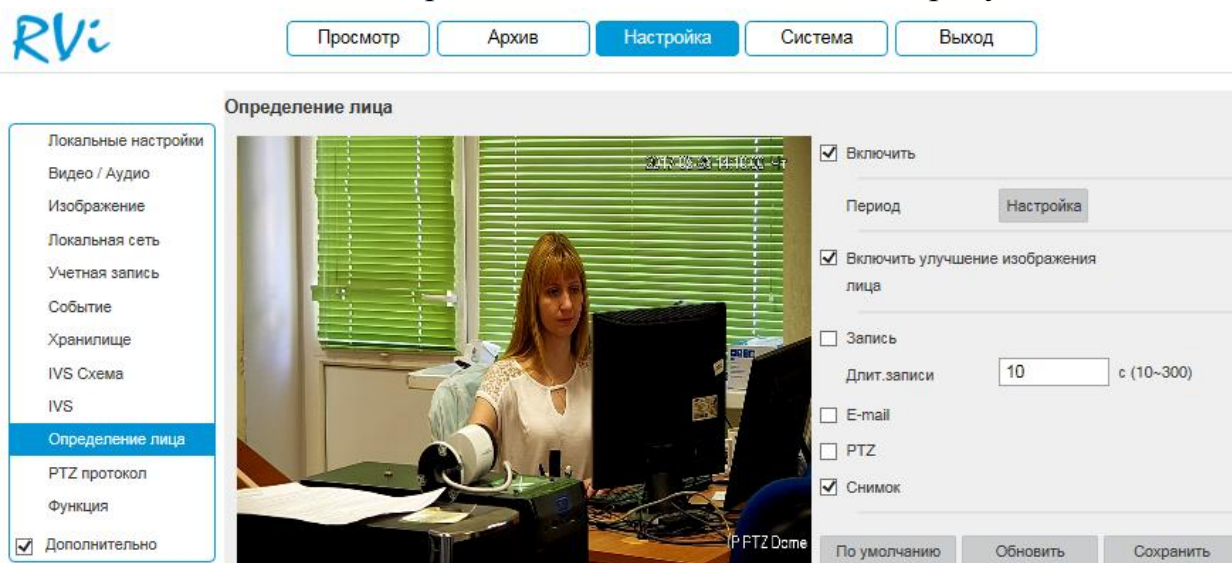 RVi
Просмотр Архив Настройка Система Выход
Определение лица
Локальные настройки
Видео / Аудио
Изображение
Локальная сеть
Учетная запись
Событие
Хранилище
IVS Схема
IVS
Определение лица
PTZ протокол
Функция
Дополнительно
IP PTZ Dome
Включить
Период Настройка
Включить улучшение изображения
лица
Запись
Длит.записи 10 с (10~300)
E-mail
PTZ
Снимок
По умолчанию Обновить Сохранить